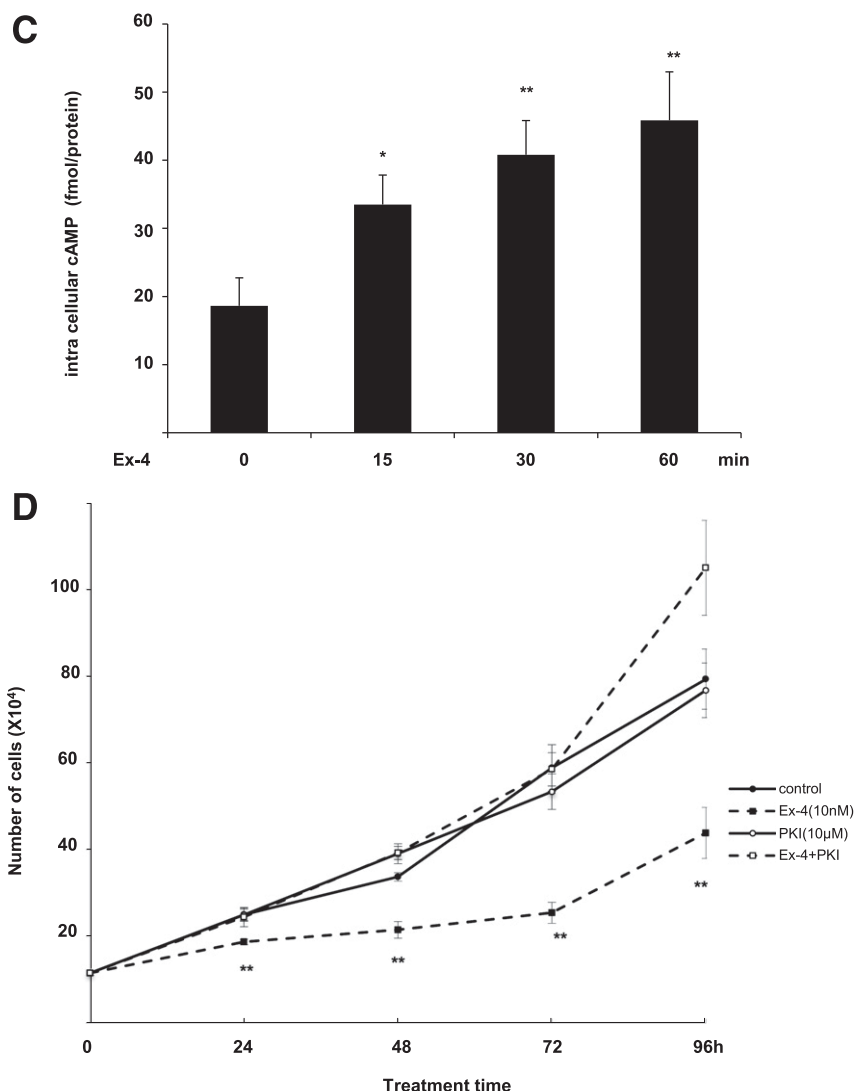 C
intra cellular cAMP (fmol/protein)
60
50
40
30
20
10
*
**
**
Ex-4 0 15 30 60 min
D
Number of cells (X10⁴)
100
80
60
40
20
**
**
**
**
control
Ex-4(10nM)
PKI(10µM)
Ex-4+PKI
0 24 48 72 96h
Treatment time